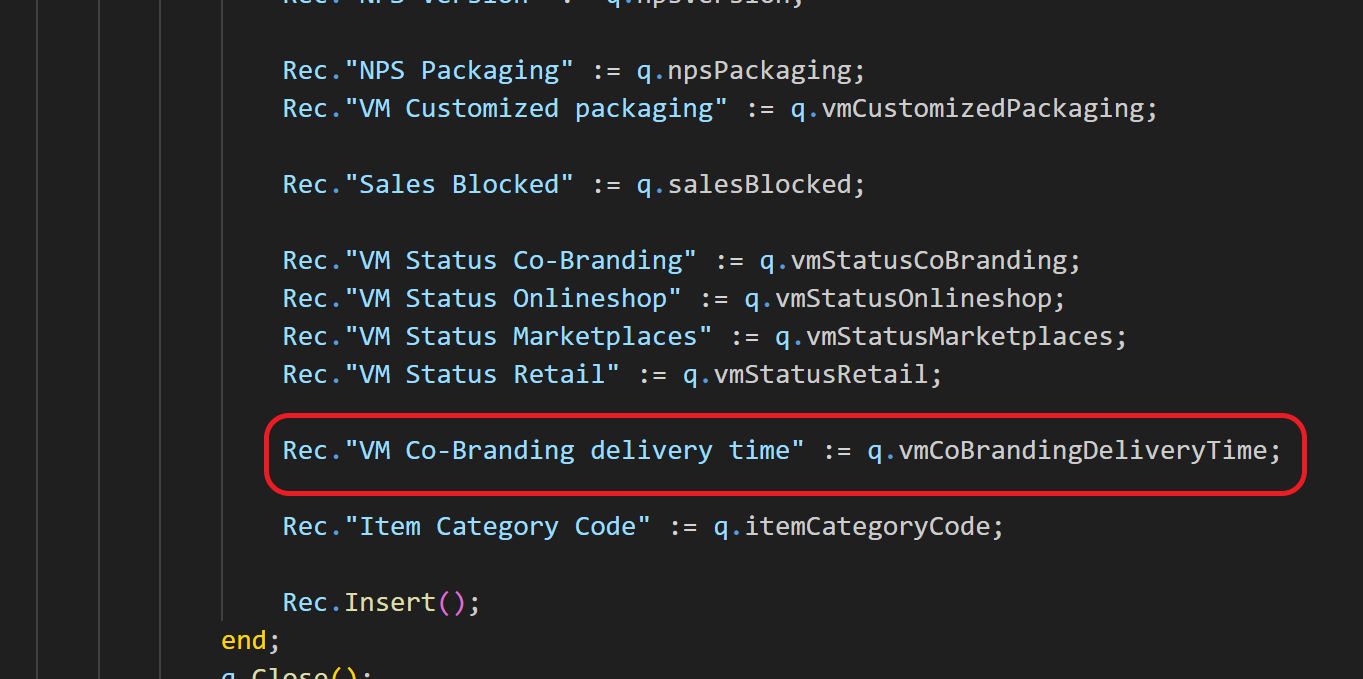 Rec."NPS Version" := q.npsVersion;
Rec."NPS Packaging" := q.npsPackaging;
Rec."VM Customized packaging" := q.vmCustomizedPackaging;
Rec."Sales Blocked" := q.salesBlocked;
Rec."VM Status Co-Branding" := q.vmStatusCoBranding;
Rec."VM Status Onlineshop" := q.vmStatusOnlineshop;
Rec."VM Status Marketplaces" := q.vmStatusMarketplaces;
Rec."VM Status Retail" := q.vmStatusRetail;
Rec."VM Co-Branding delivery time" := q.vmCoBrandingDeliveryTime;
Rec."Item Category Code" := q.itemCategoryCode;
Rec.Insert();
end;
q.Close();